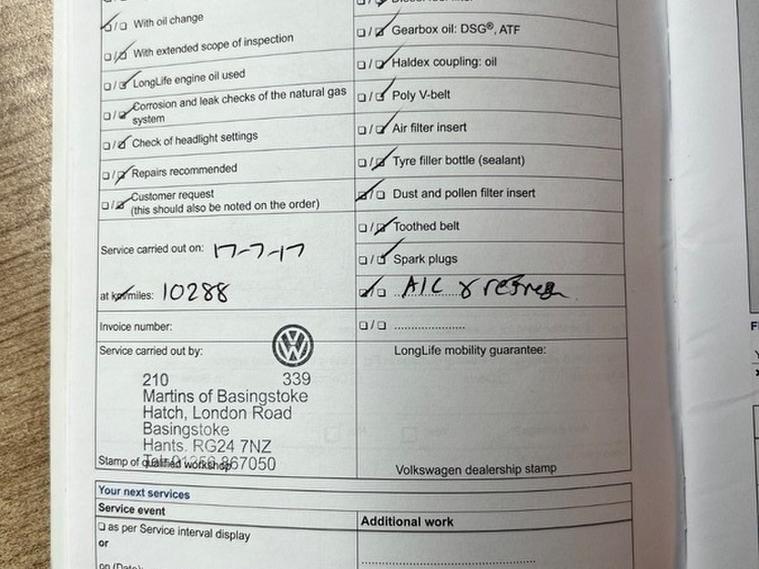 ❏/❏ With oil change
❏/❏ With extended scope of inspection
❏/❏ LongLife engine oil used
❏/❏ Corrosion and leak checks of the natural gas
system
❏/❏ Check of headlight settings
❏/❏ Repairs recommended
❏/❏ Customer request
(this should also be noted on the order)
Service carried out on: 17-7-17
at km/miles: 10288
Invoice number:
Service carried out by:
210 339
Martins of Basingstoke
Hatch, London Road
Basingstoke
Hants. RG24 7NZ
Stamp of qualified workshop
❏/❏ Gearbox oil: DSG®, ATF
❏/❏ Haldex coupling: oil
❏/❏ Poly V-belt
❏/❏ Air filter insert
❏/❏ Tyre filler bottle (sealant)
❏/❏ Dust and pollen filter insert
❏/❏ Toothed belt
❏/❏ Spark plugs
❏/❏ A/C & refresh
❏/❏ ......................
LongLife mobility guarantee:
Volkswagen dealership stamp
Your next services
Service event
❏ as per Service interval display
or
on (Date):
Additional work